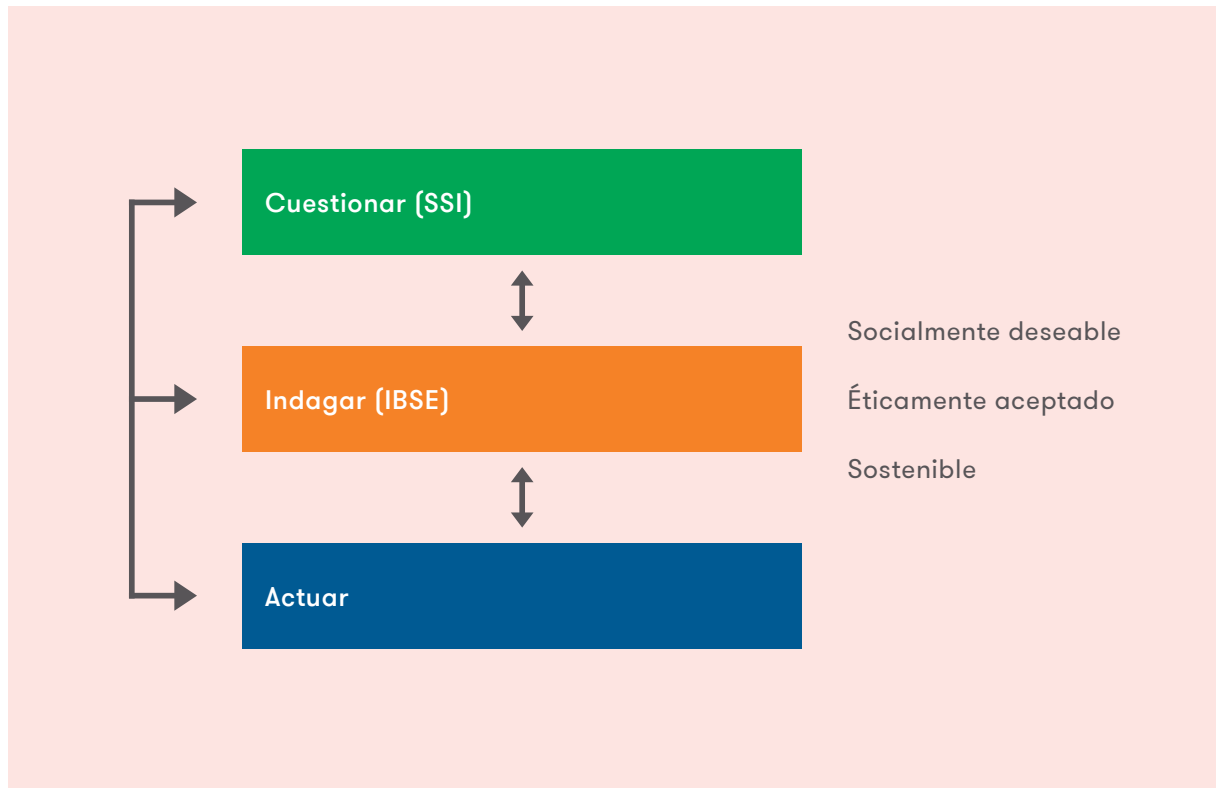 Cuestionar (SSI)
Socialmente deseable
Indagar (IBSE)
Éticamente aceptado
Sostenible
Actuar